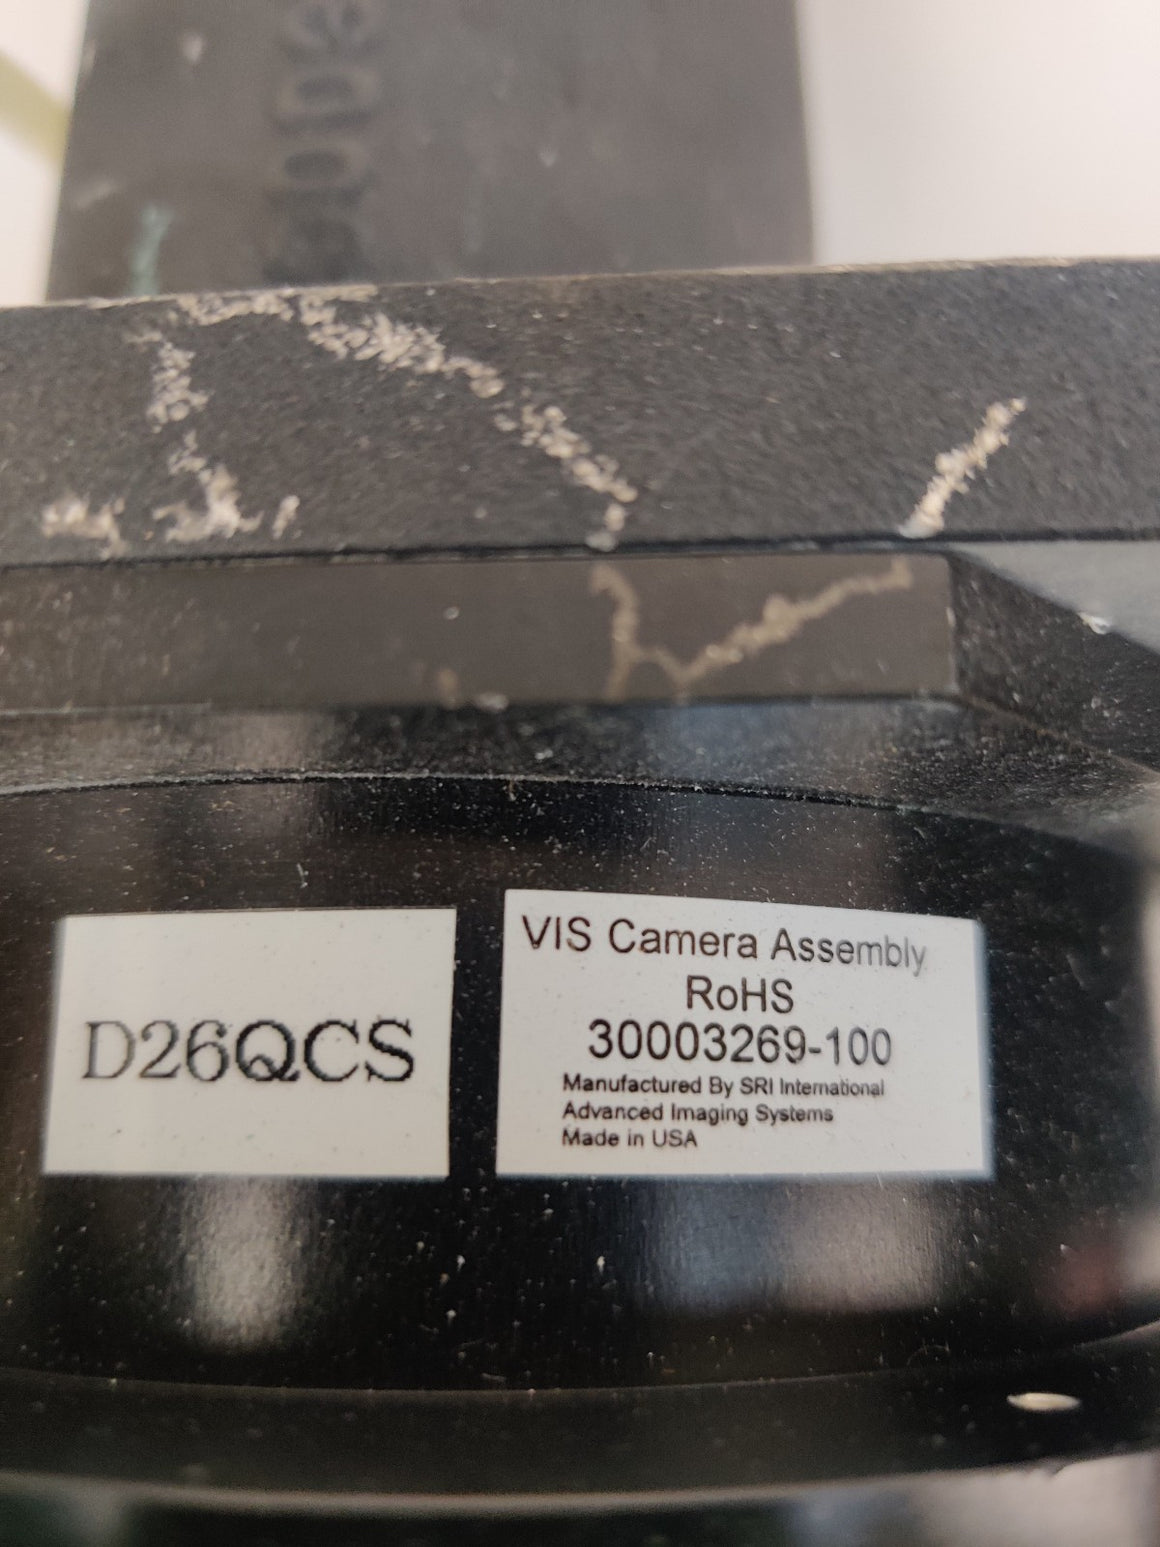 D26QCS
VIS Camera Assembly
RoHS
30003269-100
Manufactured By SRI International
Advanced Imaging Systems
Made in USA